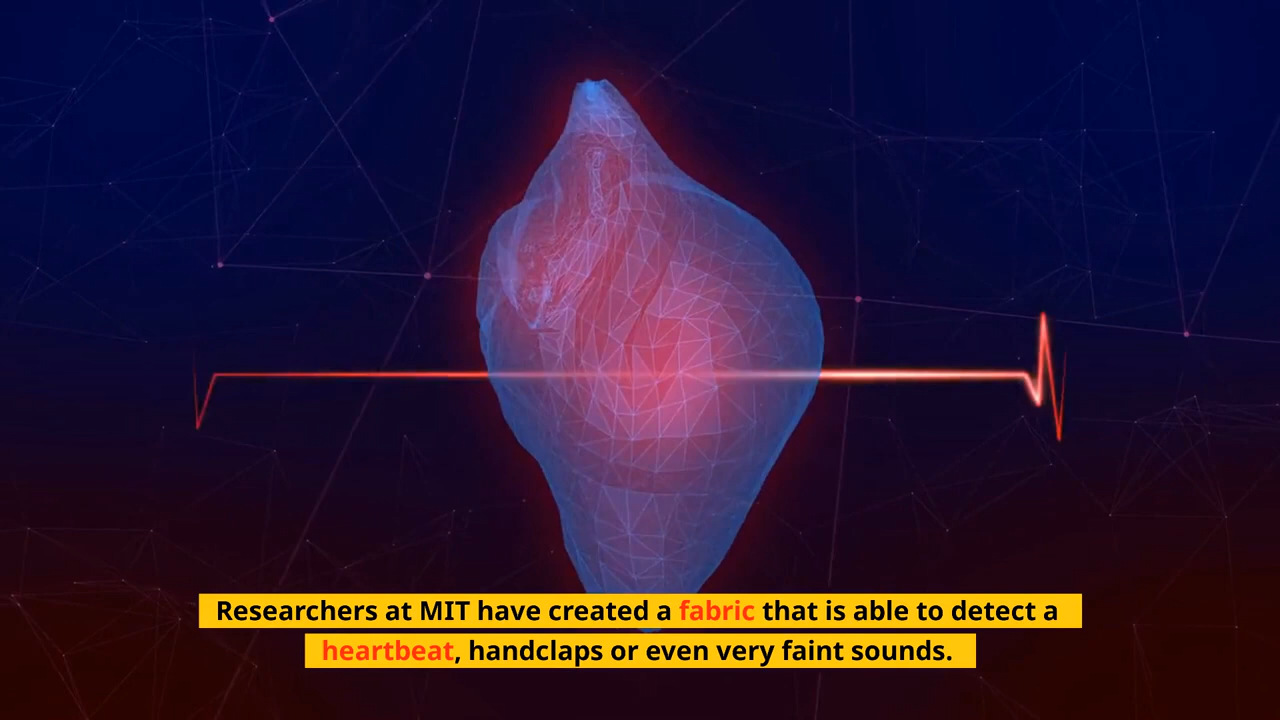 Researchers at MIT have created a fabric that is able to detect a
heartbeat, handclaps or even very faint sounds.